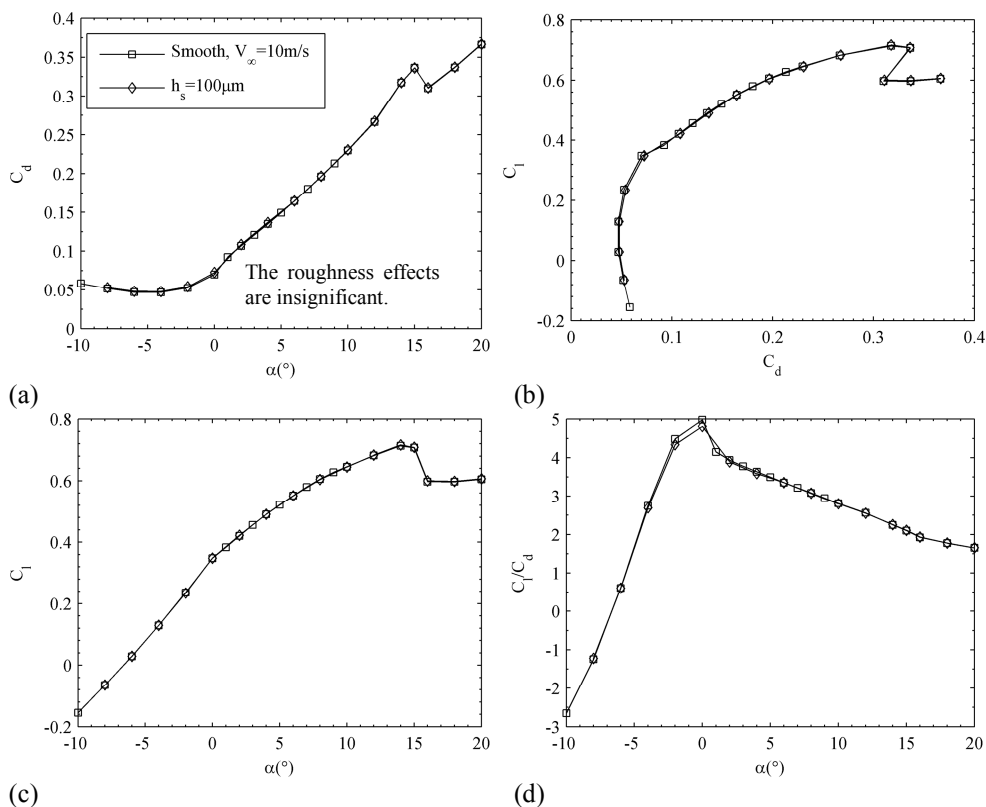 0.4
0.35
0.3
0.25
0.2
0.15
0.1
0.05
0
-10 -5 0 5 10 15 20
C_d
α(°)
Smooth, V_∞=10m/s
h_s=100μm
The roughness effects
are insignificant.
(a)
0.8
0.6
0.4
0.2
0
-0.2
0 0.1 0.2 0.3 0.4
C_l
C_d
(b)
0.8
0.6
0.4
0.2
0
-0.2
-10 -5 0 5 10 15 20
C_l
α(°)
(c)
5
4
3
2
1
0
-1
-2
-3
-10 -5 0 5 10 15 20
C_l/C_d
α(°)
(d)